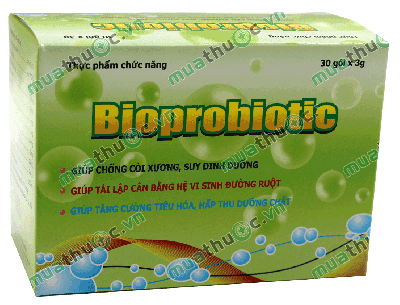 Thực phẩm chức năng
30 gói x 3g
Bioprobiotic
GIÚP CHỐNG CÒI XƯƠNG, SUY DINH DƯỠNG
GIÚP TÁI LẬP CÂN BẰNG HỆ VI SINH ĐƯỜNG RUỘT
GIÚP TĂNG CƯỜNG TIÊU HÓA, HẤP THU DƯỠNG CHẤT
muathuoc.vn